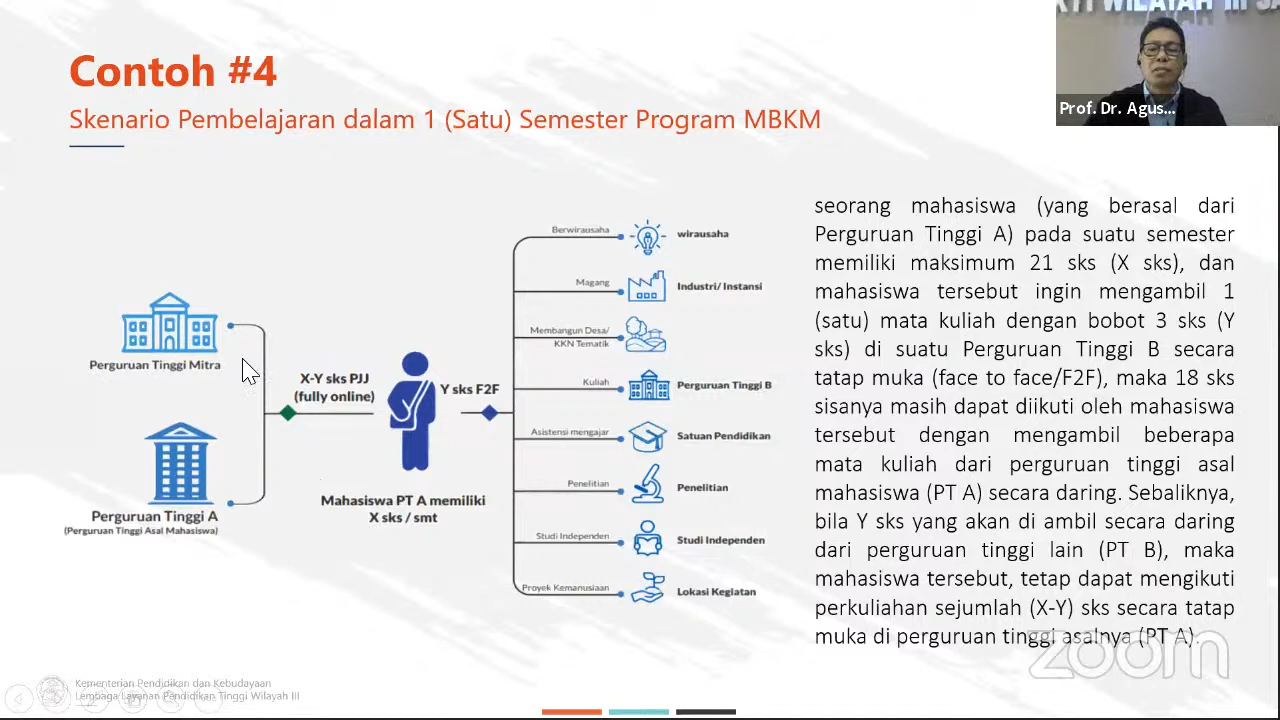 Contoh #4
Skenario Pembelajaran dalam 1 (Satu) Semester Program MBKM
WILAYAH III
Prof. Dr. Agus...
Perguruan Tinggi Mitra
Perguruan Tinggi A
(Perguruan Tinggi Asal Mahasiswa)
X-Y sks PJJ
(fully online)
Y sks F2F
Mahasiswa PT A memiliki
X sks / smt
Berwirausaha
wirausaha
Magang
Industri/ Instansi
Membangun Desa/
KKN Tematik
Kuliah
Perguruan Tinggi B
Asistensi mengajar
Satuan Pendidikan
Penelitian
Penelitian
Studi Independen
Studi Independen
Proyek Kemanusiaan
Lokasi Kegiatan
seorang mahasiswa (yang berasal dari
Perguruan Tinggi A) pada suatu semester
memiliki maksimum 21 sks (X sks), dan
mahasiswa tersebut ingin mengambil 1
(satu) mata kuliah dengan bobot 3 sks (Y
sks) di suatu Perguruan Tinggi B secara
tatap muka (face to face/F2F), maka 18 sks
sisanya masih dapat diikuti oleh mahasiswa
tersebut dengan mengambil beberapa
mata kuliah dari perguruan tinggi asal
mahasiswa (PT A) secara daring. Sebaliknya,
bila Y sks yang akan di ambil secara daring
dari perguruan tinggi lain (PT B), maka
mahasiswa tersebut, tetap dapat mengikuti
perkuliahan sejumlah (X-Y) sks secara tatap
muka di perguruan tinggi asalnya (PT A).
zoom
Kementerian Pendidikan dan Kebudayaan
Lembaga Layanan Pendidikan Tinggi Wilayah III